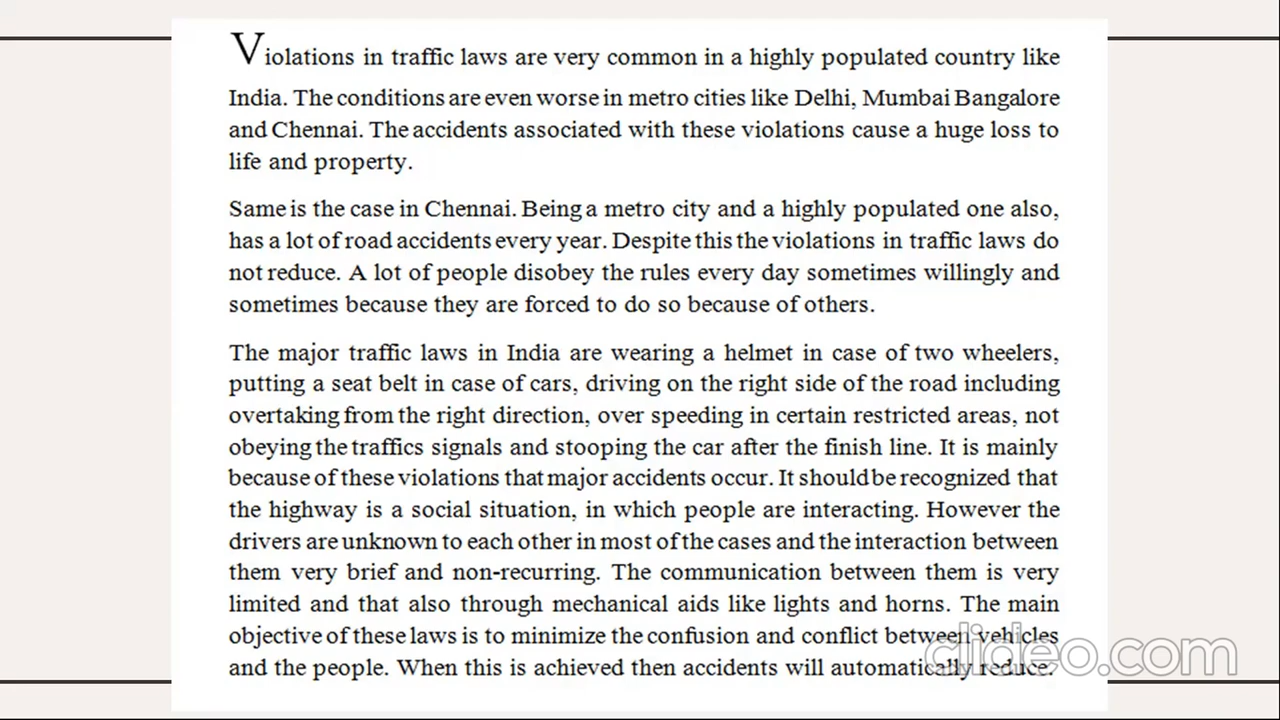 Violations in traffic laws are very common in a highly populated country like
India. The conditions are even worse in metro cities like Delhi, Mumbai Bangalore
and Chennai. The accidents associated with these violations cause a huge loss to
life and property.
Same is the case in Chennai. Being a metro city and a highly populated one also,
has a lot of road accidents every year. Despite this the violations in traffic laws do
not reduce. A lot of people disobey the rules every day sometimes willingly and
sometimes because they are forced to do so because of others.
The major traffic laws in India are wearing a helmet in case of two wheelers,
putting a seat belt in case of cars, driving on the right side of the road including
overtaking from the right direction, over speeding in certain restricted areas, not
obeying the traffics signals and stooping the car after the finish line. It is mainly
because of these violations that major accidents occur. It should be recognized that
the highway is a social situation, in which people are interacting. However the
drivers are unknown to each other in most of the cases and the interaction between
them very brief and non-recurring. The communication between them is very
limited and that also through mechanical aids like lights and horns. The main
objective of these laws is to minimize the confusion and conflict between vehicles
and the people. When this is achieved then accidents will automatically reduce.
clideo.com